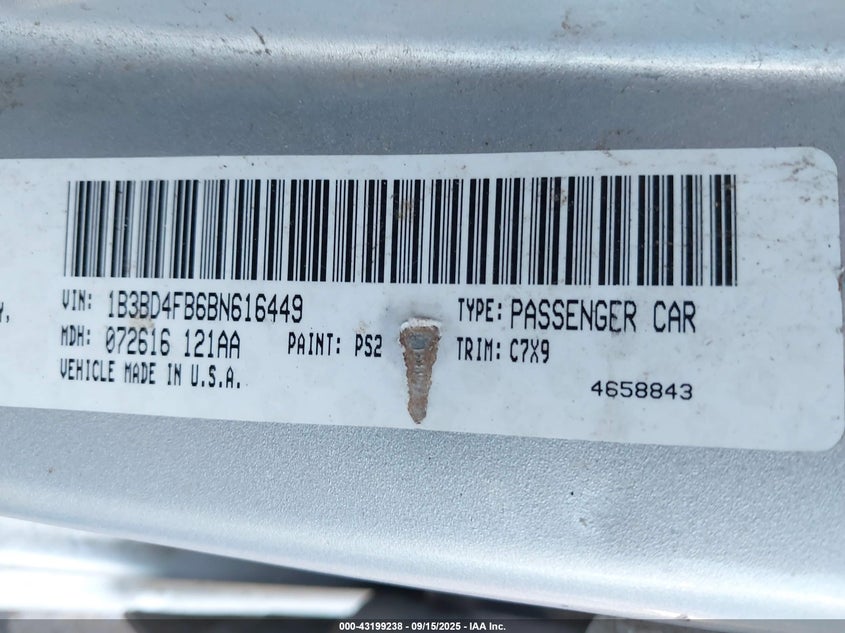 Y,
VIN: 1B3BD4FB6BN616449 TYPE: PASSENGER CAR
MDH: 072616 121AA PAINT: PS2 TRIM: C7X9
VEHICLE MADE IN U.S.A.
4658843
000-43199238 - 09/15/2025 - IAA Inc.